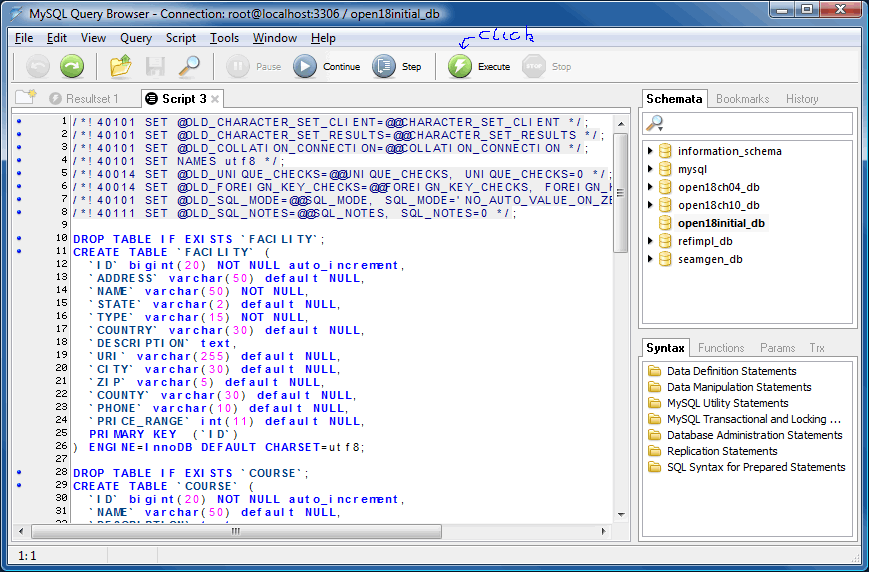 MySQL Query Browser - Connection: root@localhost:3306 / open18initial_db
click
File Edit View Query Script Tools Window Help
Pause Continue Step Execute Stop
Resultset 1 Script 3
1 /*!40101 SET @OLD_CHARACTER_SET_CLIENT=@@CHARACTER_SET_CLIENT */;
2 /*!40101 SET @OLD_CHARACTER_SET_RESULTS=@@CHARACTER_SET_RESULTS */;
3 /*!40101 SET @OLD_COLLATION_CONNECTION=@@COLLATION_CONNECTION */;
4 /*!40101 SET NAMES utf8 */;
5 /*!40014 SET @OLD_UNIQUE_CHECKS=@@UNIQUE_CHECKS, UNIQUE_CHECKS=0 */;
6 /*!40014 SET @OLD_FOREIGN_KEY_CHECKS=@@FOREIGN_KEY_CHECKS, FOREIGN_K
7 /*!40101 SET @OLD_SQL_MODE=@@SQL_MODE, SQL_MODE='NO_AUTO_VALUE_ON_ZE
8 /*!40111 SET @OLD_SQL_NOTES=@@SQL_NOTES, SQL_NOTES=0 */;
9
10 DROP TABLE IF EXISTS `FACILITY`;
11 CREATE TABLE `FACILITY` (
12 `ID` bigint(20) NOT NULL auto_increment,
13 `ADDRESS` varchar(50) default NULL,
14 `NAME` varchar(50) NOT NULL,
15 `STATE` varchar(2) default NULL,
16 `TYPE` varchar(15) NOT NULL,
17 `COUNTRY` varchar(30) default NULL,
18 `DESCRIPTION` text,
19 `URI` varchar(255) default NULL,
20 `CITY` varchar(30) default NULL,
21 `ZIP` varchar(5) default NULL,
22 `COUNTY` varchar(30) default NULL,
23 `PHONE` varchar(10) default NULL,
24 `PRICE_RANGE` int(11) default NULL,
25 PRIMARY KEY (`ID`)
26 ) ENGINE=InnoDB DEFAULT CHARSET=utf8;
27
28 DROP TABLE IF EXISTS `COURSE`;
29 CREATE TABLE `COURSE` (
30 `ID` bigint(20) NOT NULL auto_increment,
31 `NAME` varchar(50) default NULL,
Schemata Bookmarks History
information_schema
mysql
open18ch04_db
open18ch10_db
open18initial_db
refimpl_db
seamgen_db
Syntax Functions Params Trx
Data Definition Statements
Data Manipulation Statements
MySQL Utility Statements
MySQL Transactional and Locking ...
Database Administration Statements
Replication Statements
SQL Syntax for Prepared Statements
1: 1